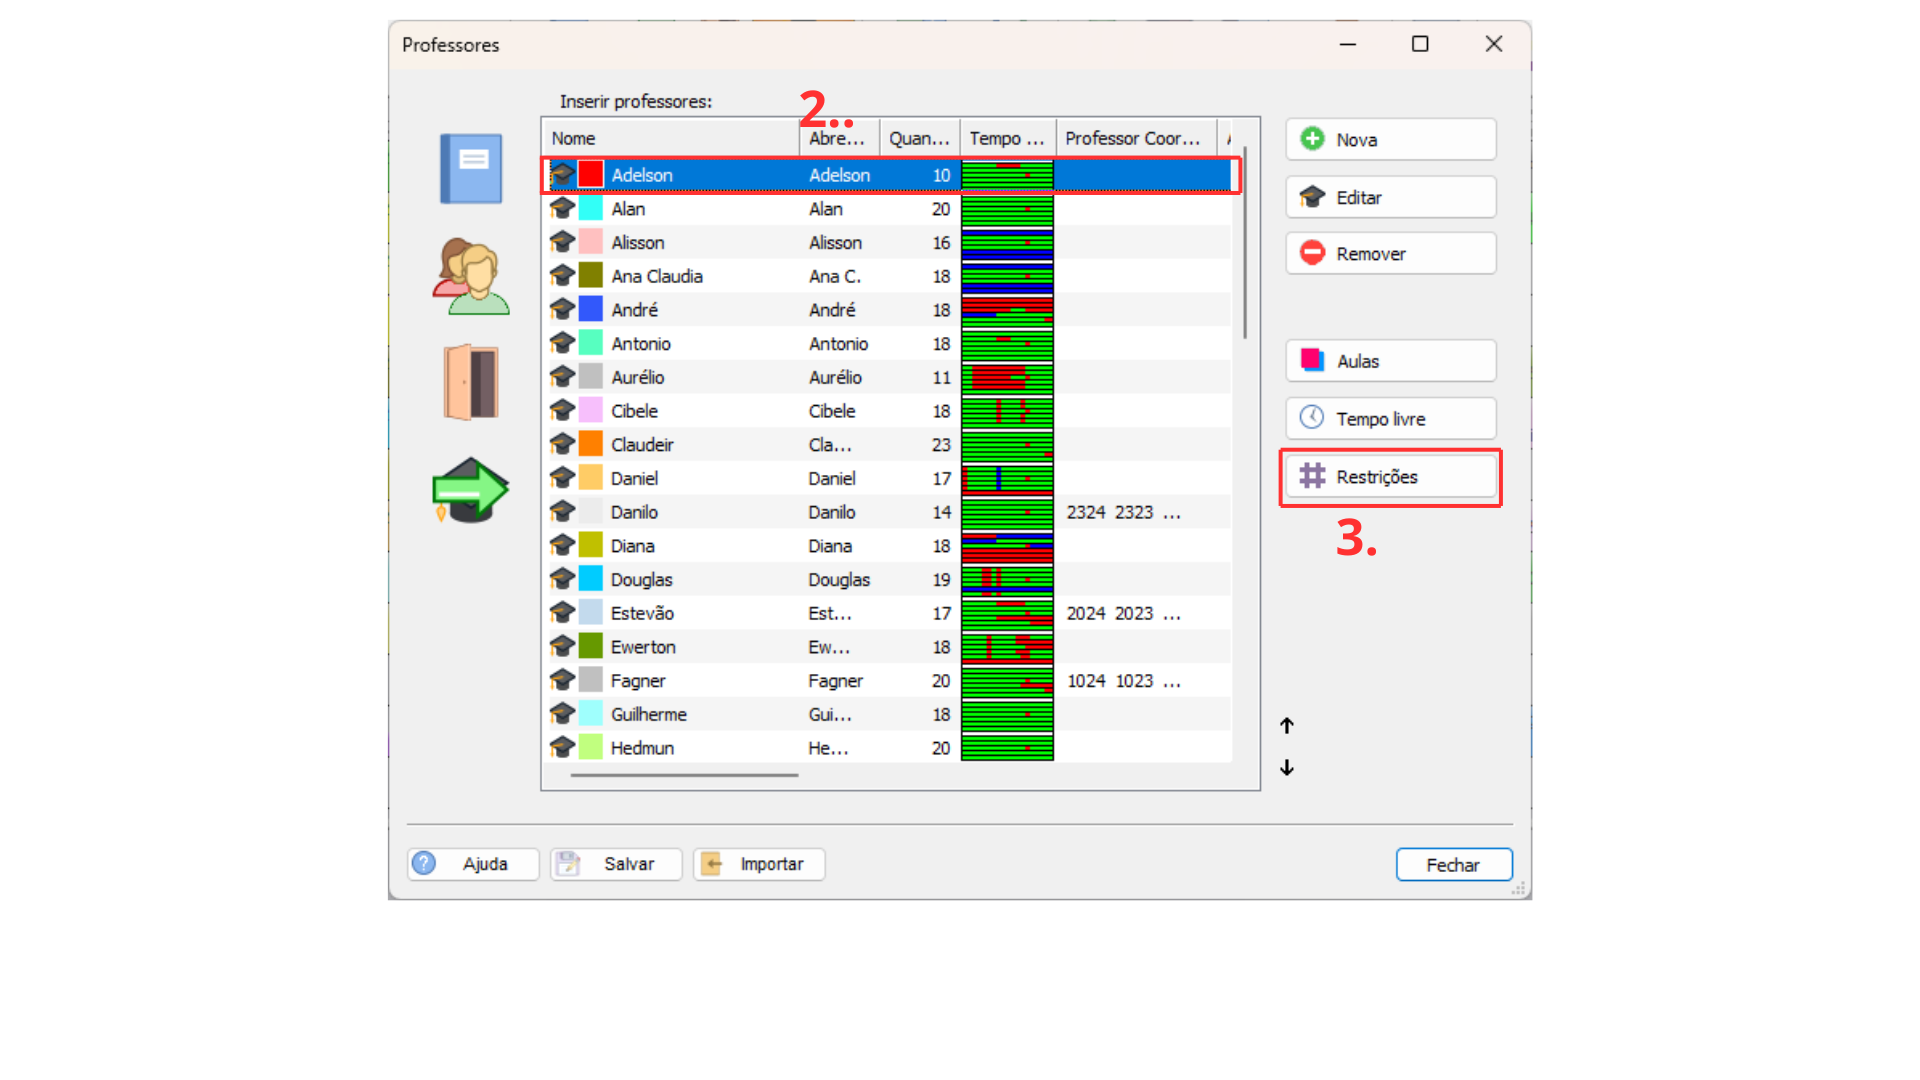 Professores
Inserir professores:
2..
Nome Abre... Quan... Tempo ... Professor Coor...
Adelson Adelson 10
Alan Alan 20
Alisson Alisson 16
Ana Claudia Ana C. 18
André André 18
Antonio Antonio 18
Aurélio Aurélio 11
Cibele Cibele 18
Claudeir Cla... 23
Daniel Daniel 17
Danilo Danilo 14 2324 2323 ...
Diana Diana 18
Douglas Douglas 19
Estevão Est... 17 2024 2023 ...
Ewerton Ew... 18
Fagner Fagner 20 1024 1023 ...
Guilherme Gui... 18
Hedmun He... 20
Nova
Editar
Remover
Aulas
Tempo livre
Restrições
3.
Ajuda Salvar Importar Fechar